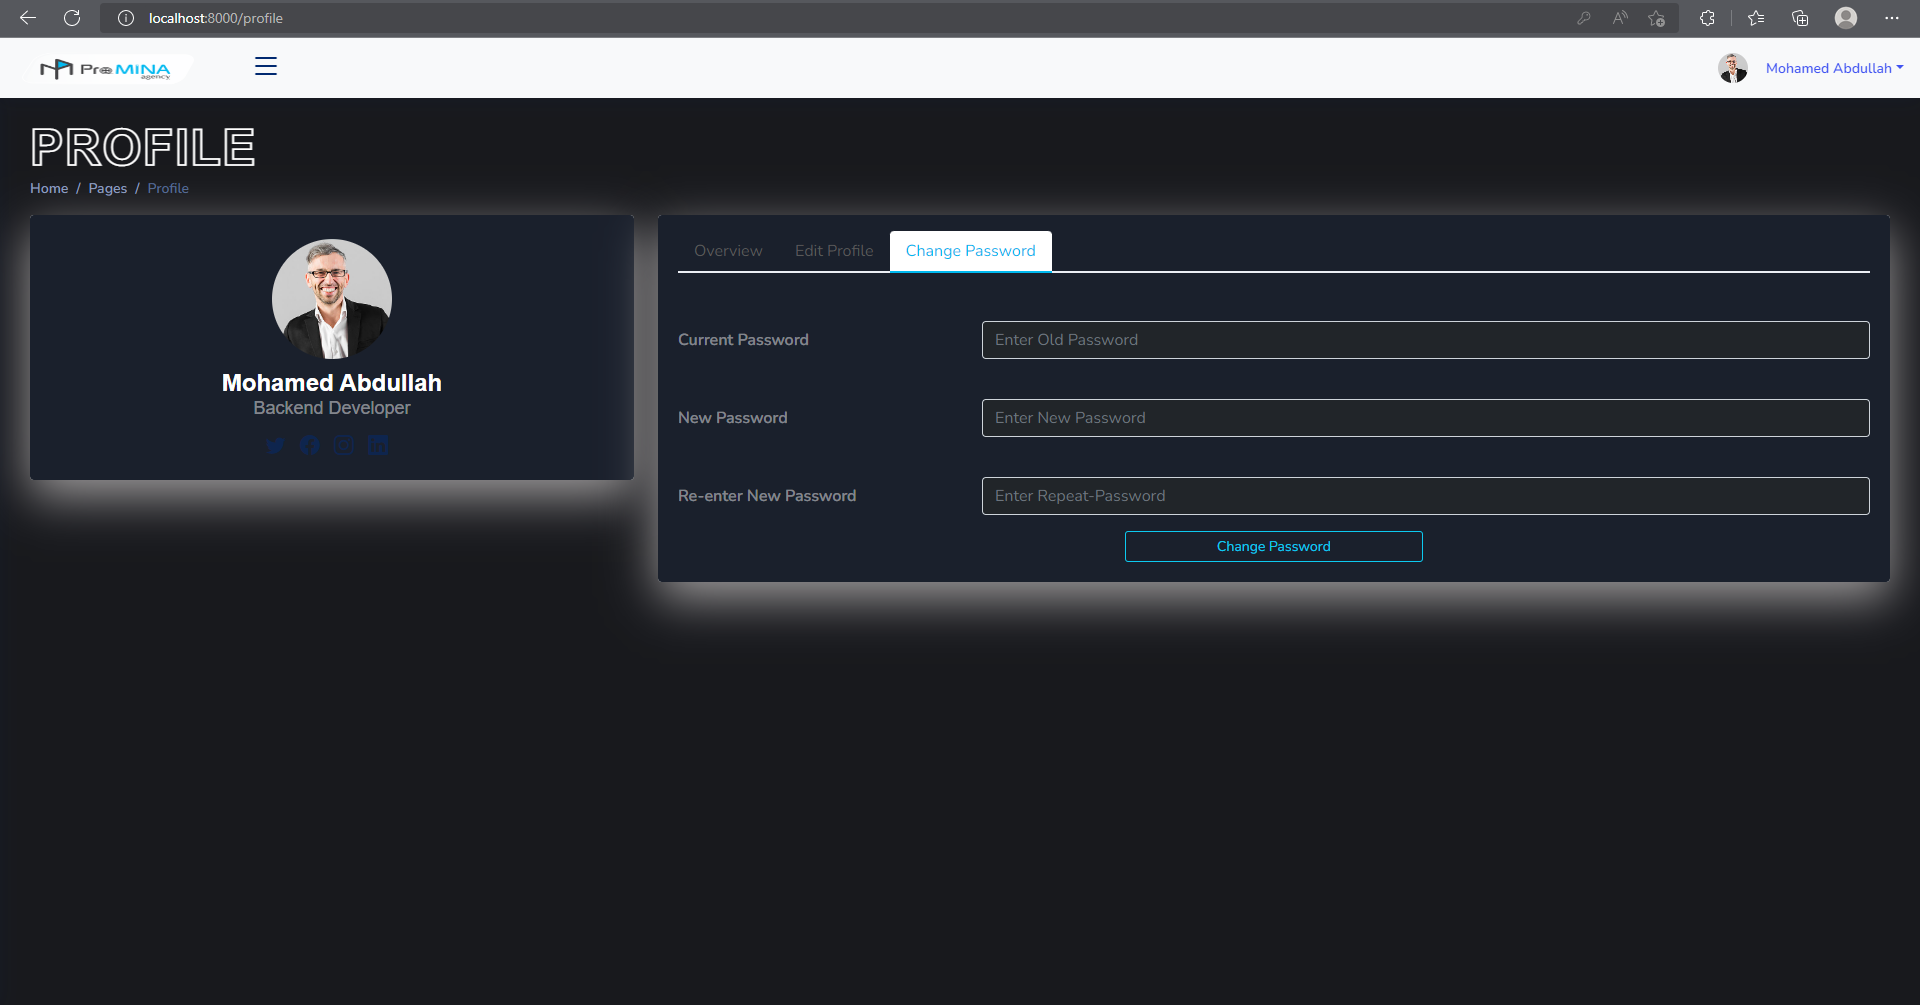 localhost:8000/profile
ProMINA
agency
Mohamed Abdullah
PROFILE
Home / Pages / Profile
Mohamed Abdullah
Backend Developer
Overview
Edit Profile
Change Password
Current Password
Enter Old Password
New Password
Enter New Password
Re-enter New Password
Enter Repeat-Password
Change Password